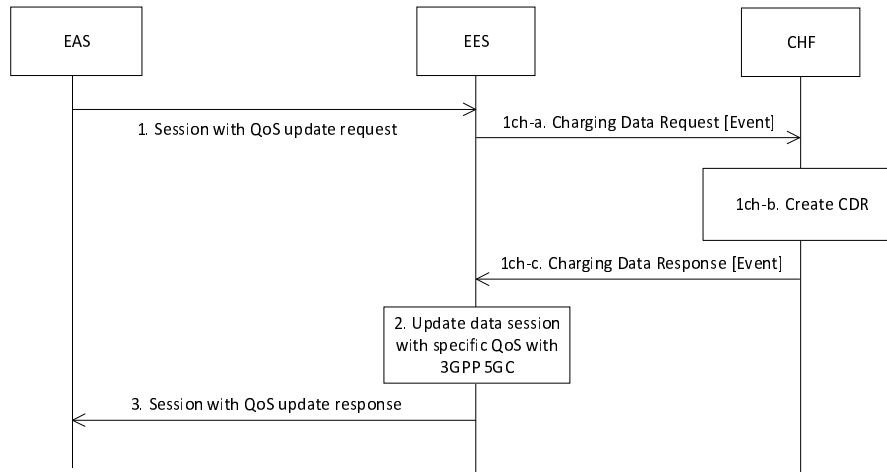 EAS
EES
CHF
1. Session with QoS update request
1ch-a. Charging Data Request [Event]
1ch-b. Create CDR
1ch-c. Charging Data Response [Event]
2. Update data session
with specific QoS with
3GPP 5GC
3. Session with QoS update response